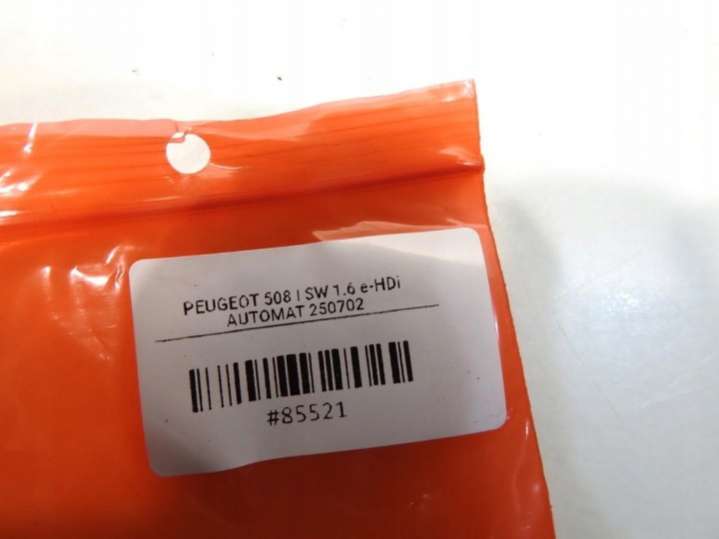 PEUGEOT 508 I SW 1.6 e-HDi
AUTOMAT 250702
#85521